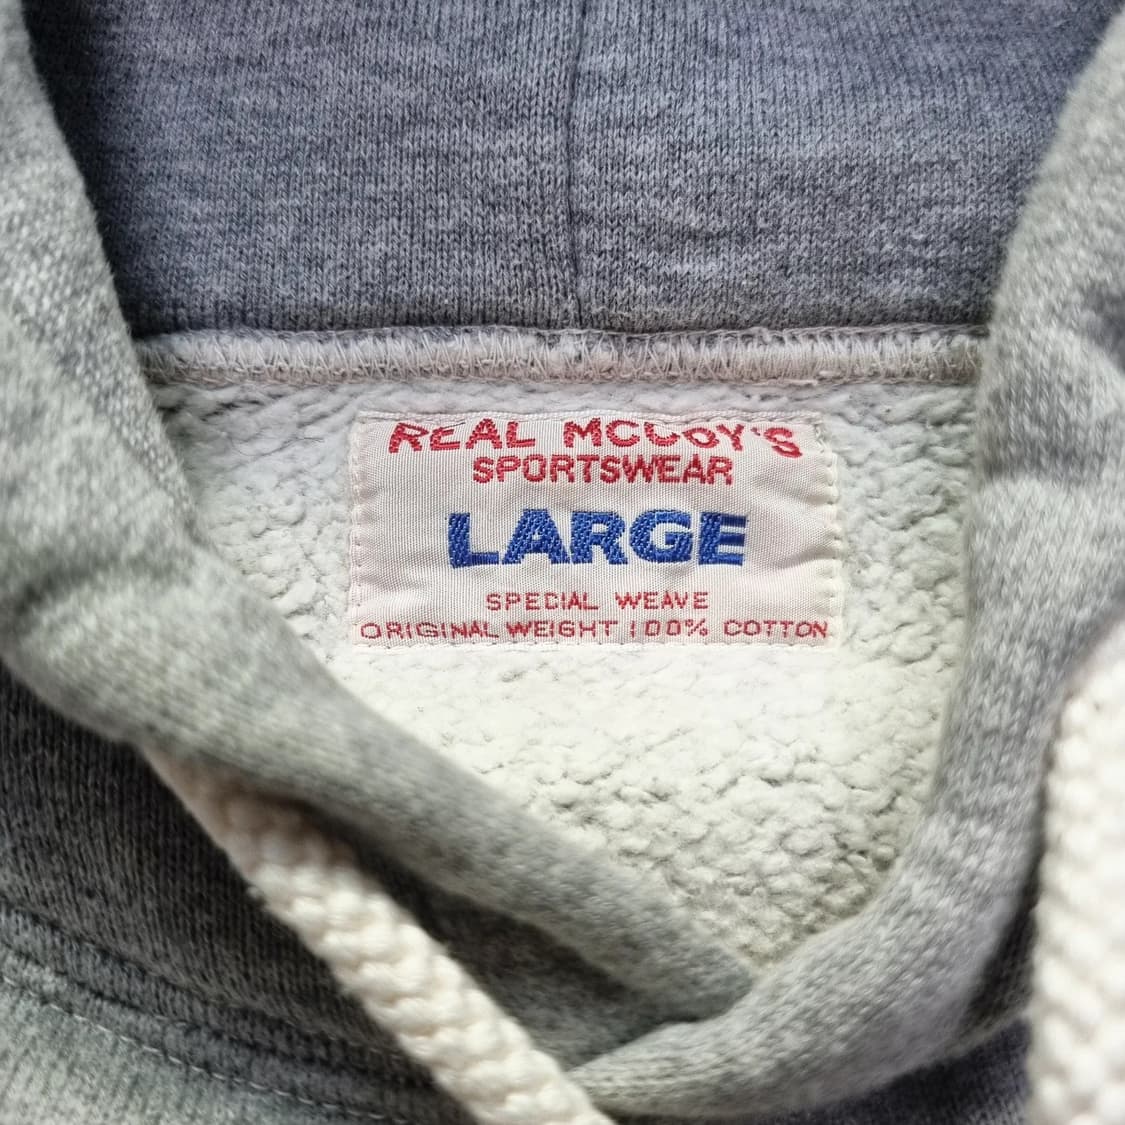 REAL McCOY'S
SPORTSWEAR
LARGE
SPECIAL WEAVE
ORIGINAL WEIGHT 100% COTTON